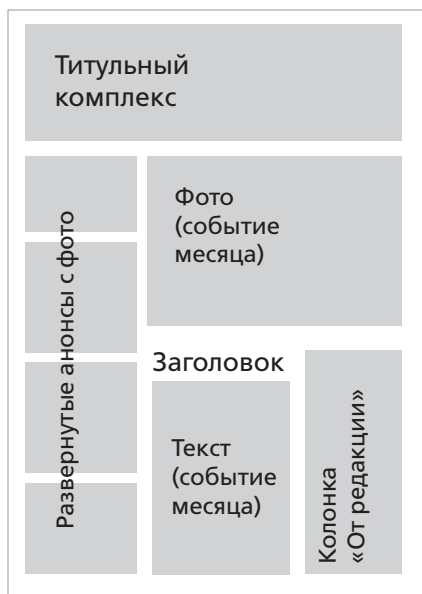 Титульный
комплекс
Развернутые анонсы с фото
Фото
(событие
месяца)
Заголовок
Текст
(событие
месяца)
Колонка
«От редакции»